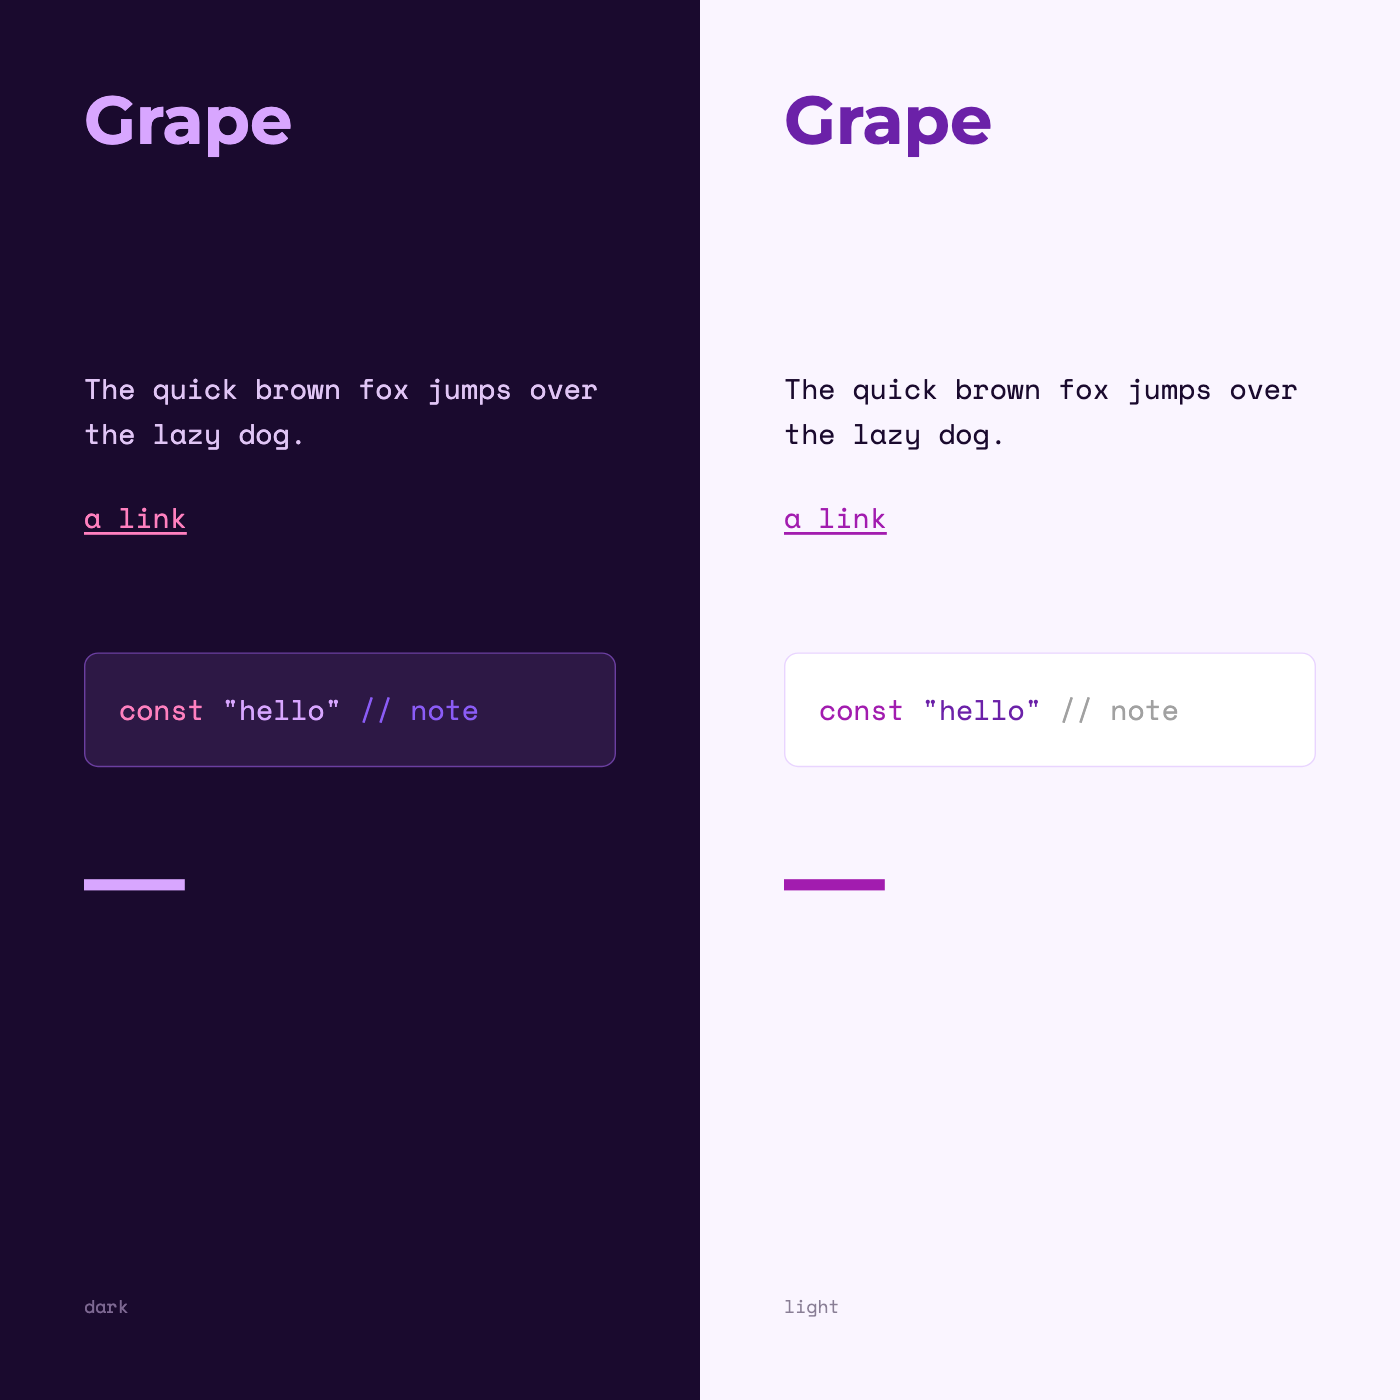 Grape
The quick brown fox jumps over
the lazy dog.
a link
const "hello" // note
dark
Grape
The quick brown fox jumps over
the lazy dog.
a link
const "hello" // note
light